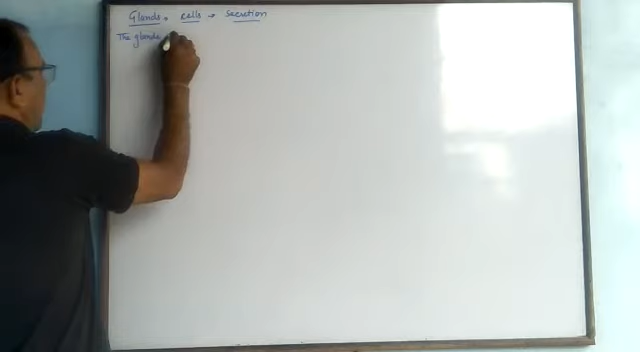 Glands. cells → Secretion
The glands